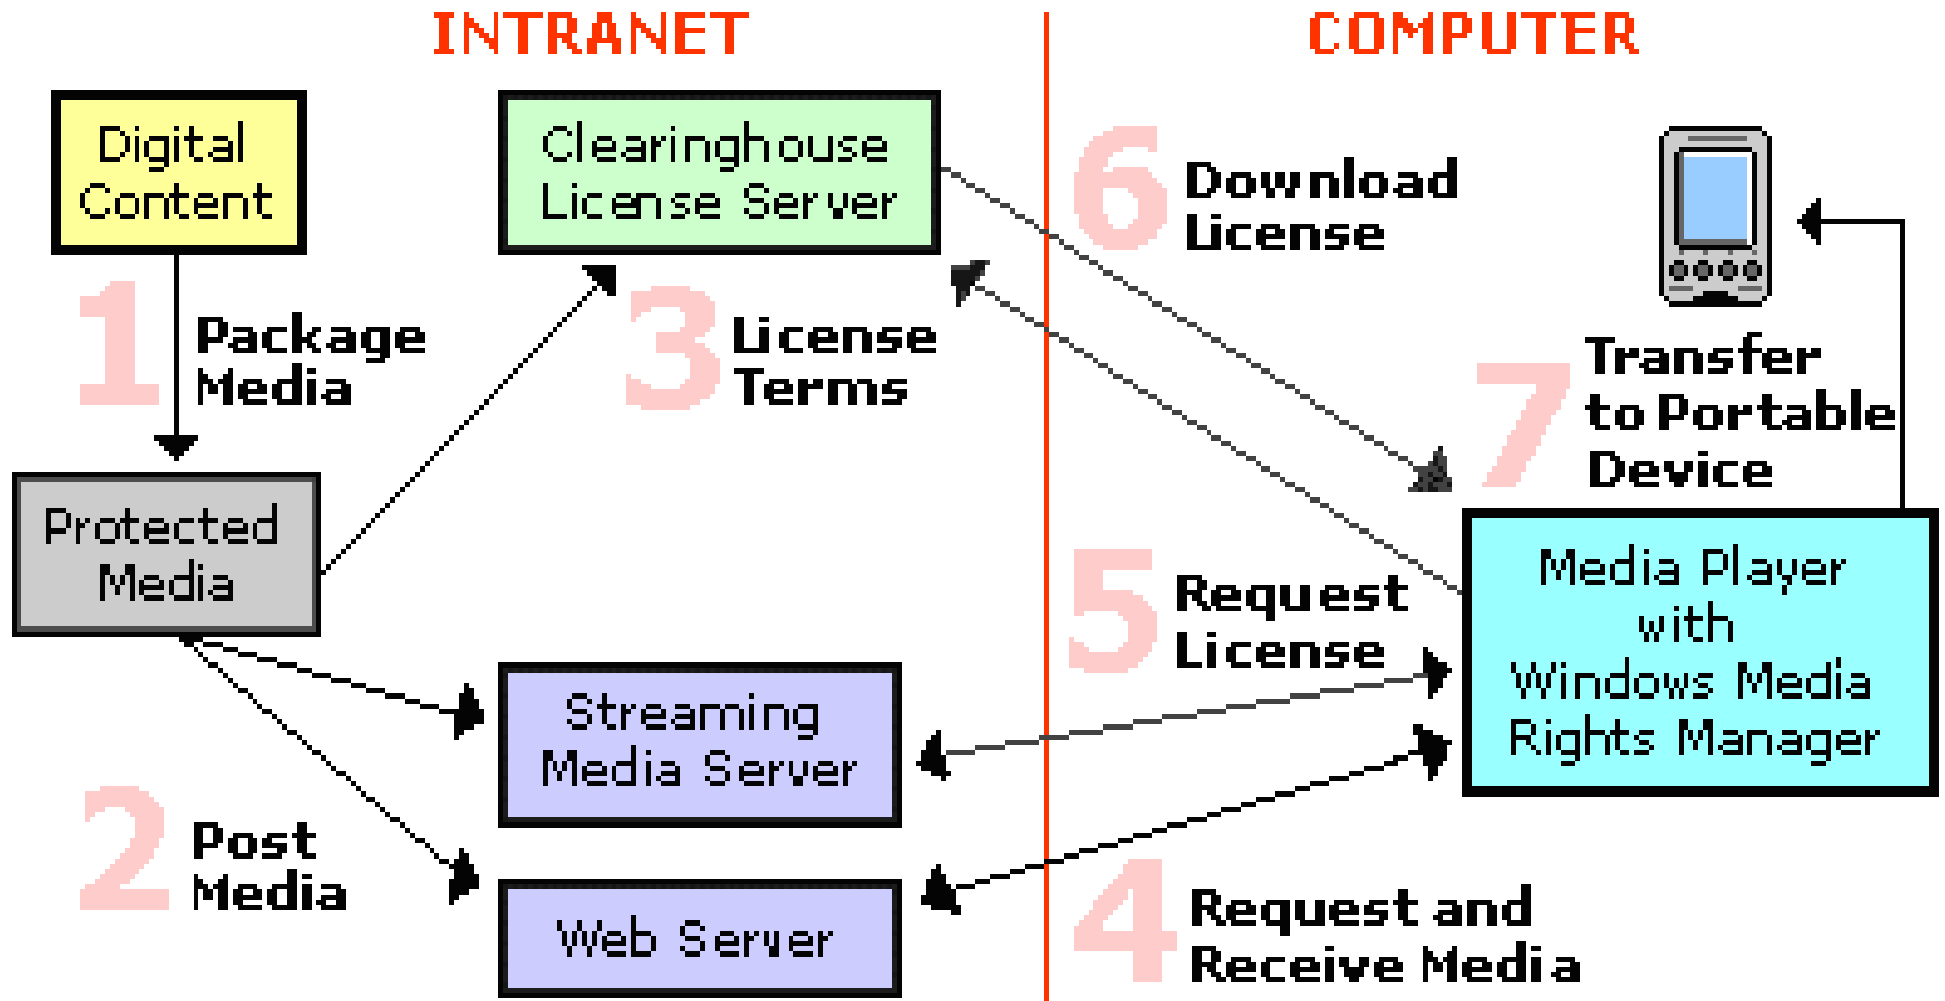 INTRANET
COMPUTER
Digital
Content
Clearinghouse
License Server
6
Download
License
1
Package
Media
3
License
Terms
7
Transfer
to Portable
Device
Protected
Media
5
Request
License
Media Player
with
Windows Media
Rights Manager
Streaming
Media Server
2
Post
Media
Web Server
4
Request and
Receive Media